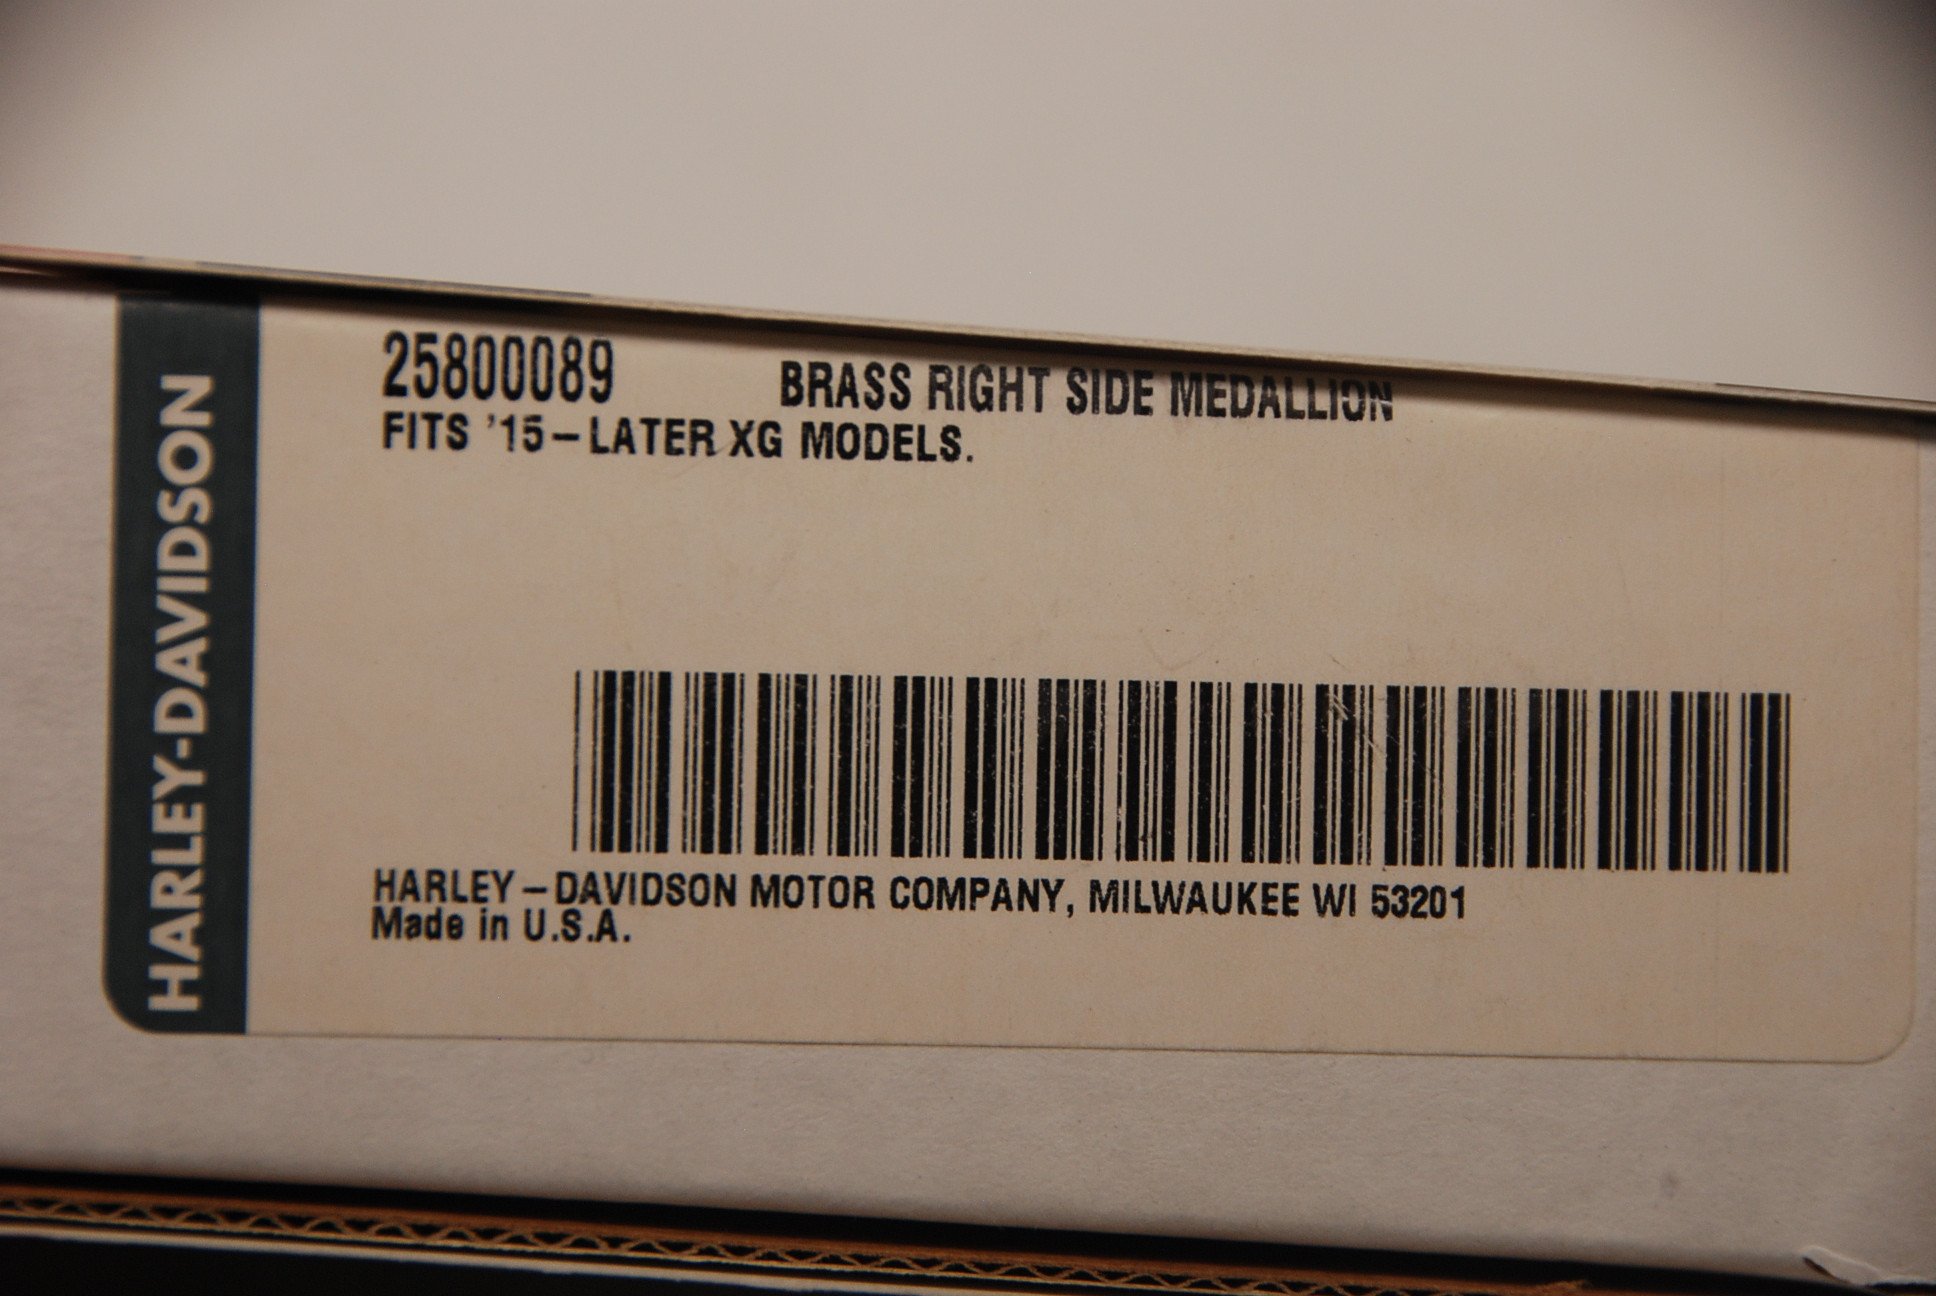 HARLEY-DAVIDSON
25800089 BRASS RIGHT SIDE MEDALLION
FITS '15-LATER XG MODELS.
HARLEY-DAVIDSON MOTOR COMPANY, MILWAUKEE WI 53201
Made in U.S.A.